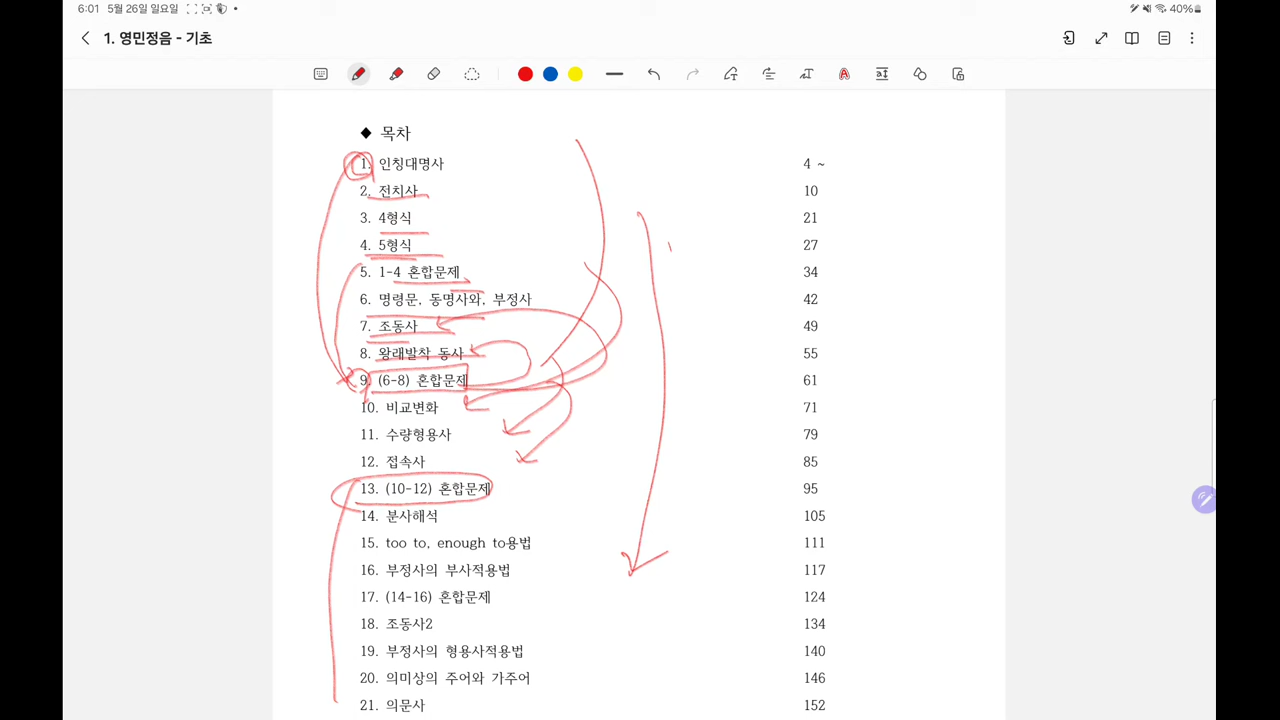 6:01 5월 26일 일요일
40%
1. 영민정음 - 기초
◆ 목차
1. 인칭대명사 4 ~
2. 전치사 10
3. 4형식 21
4. 5형식 27
5. 1-4 혼합문제 34
6. 명령문, 동명사와, 부정사 42
7. 조동사 49
8. 왕래발착 동사 55
9. (6-8) 혼합문제 61
10. 비교변화 71
11. 수량형용사 79
12. 접속사 85
13. (10-12) 혼합문제 95
14. 분사해석 105
15. too to, enough to용법 111
16. 부정사의 부사적용법 117
17. (14-16) 혼합문제 124
18. 조동사2 134
19. 부정사의 형용사적용법 140
20. 의미상의 주어와 가주어 146
21. 의문사 152